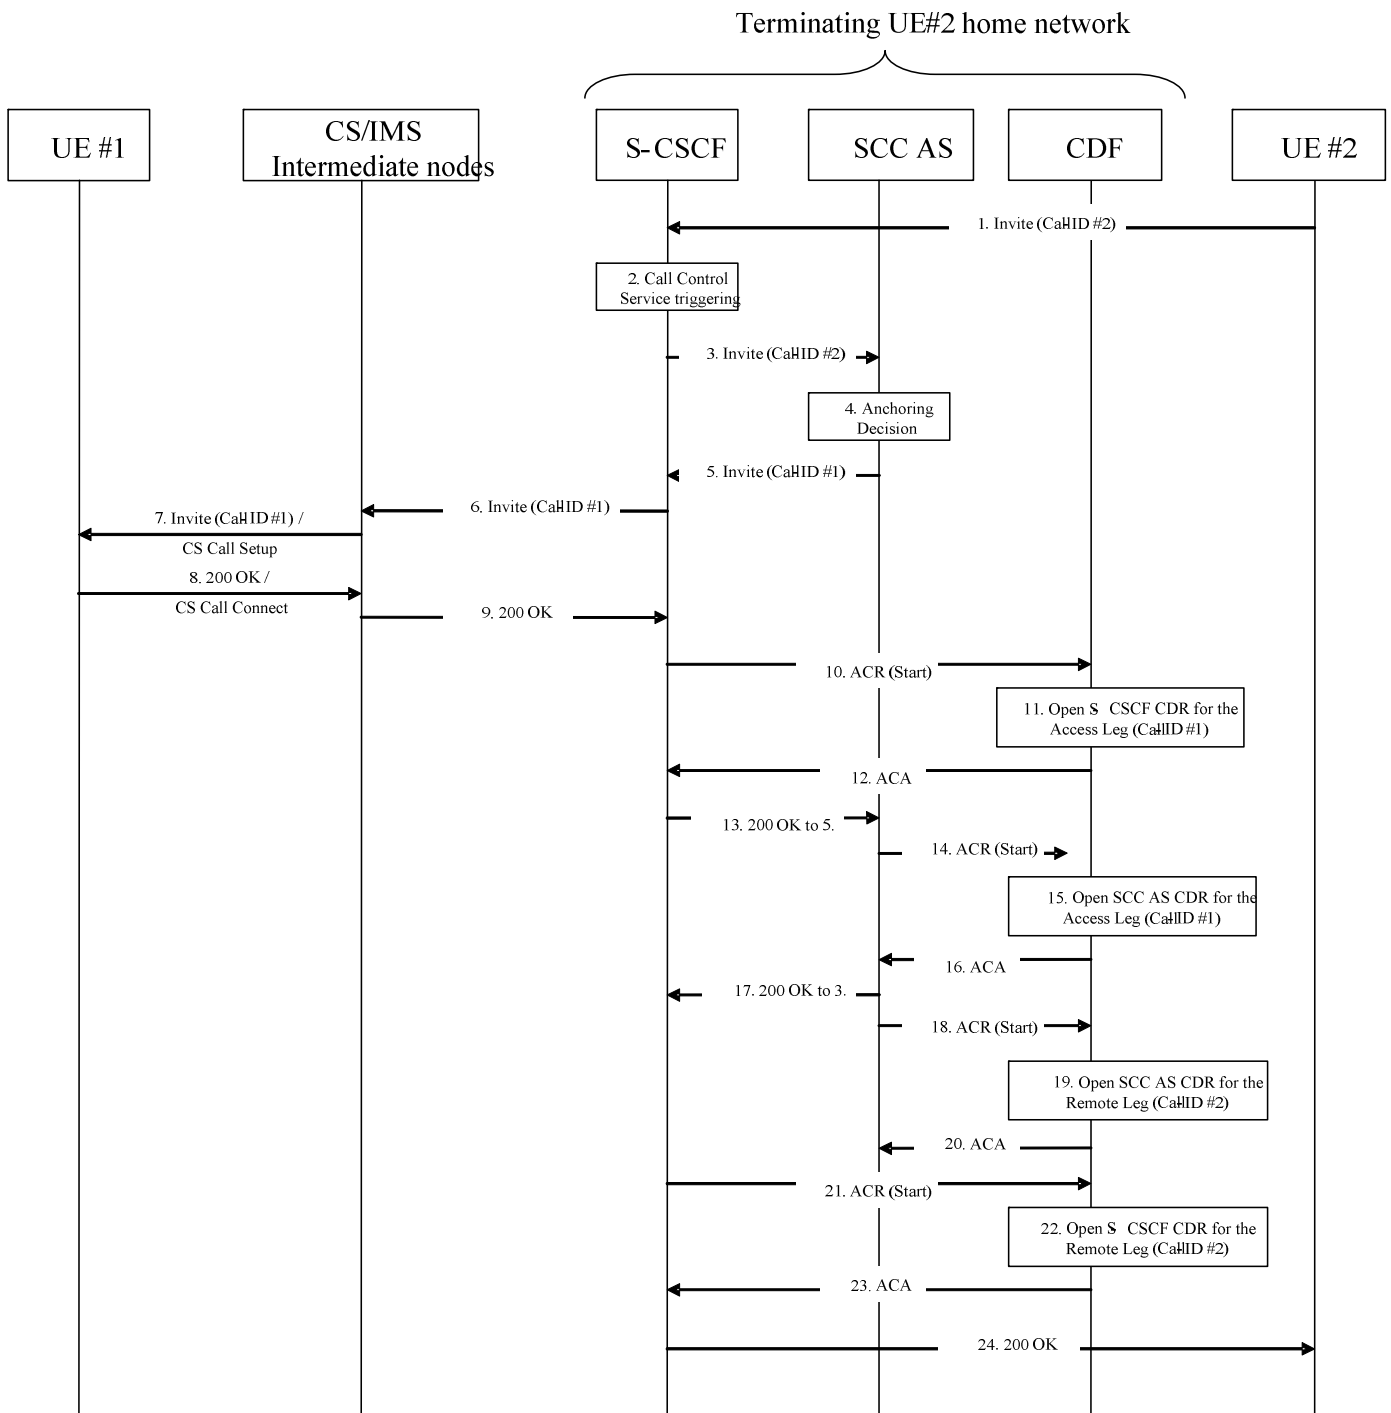 Terminating UE#2 home network
UE #1
CS/IMS
Intermediate nodes
S-CSCF
SCC AS
CDF
UE #2
1. Invite (Call-ID #2)
2. Call Control
Service triggering
3. Invite (Call-ID #2)
4. Anchoring
Decision
5. Invite (Call-ID #1)
6. Invite (Call-ID #1)
7. Invite (Call-ID #1) /
CS Call Setup
8. 200 OK /
CS Call Connect
9. 200 OK
10. ACR (Start)
11. Open S-CSCF CDR for the
Access Leg (Call-ID #1)
12. ACA
13. 200 OK to 5.
14. ACR (Start)
15. Open SCC AS CDR for the
Access Leg (Call-ID #1)
16. ACA
17. 200 OK to 3.
18. ACR (Start)
19. Open SCC AS CDR for the
Remote Leg (Call-ID #2)
20. ACA
21. ACR (Start)
22. Open S-CSCF CDR for the
Remote Leg (Call-ID #2)
23. ACA
24. 200 OK